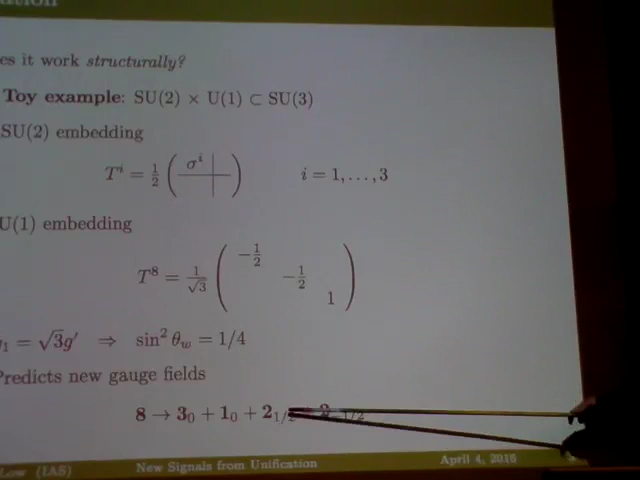 es it work structurally?
Toy example: SU(2) × U(1) ⊂ SU(3)
SU(2) embedding
T^i = 1/2 ( σ^i ) i = 1, . . . , 3
U(1) embedding
T^8 = 1/√3 ( -1/2 -1/2 1 )
1 = √3g′ ⇒ sin² θ_w = 1/4
Predicts new gauge fields
8 → 3_0 + 1_0 + 2_1/2
Low (IAS) New Signals from Unification April 4, 2016